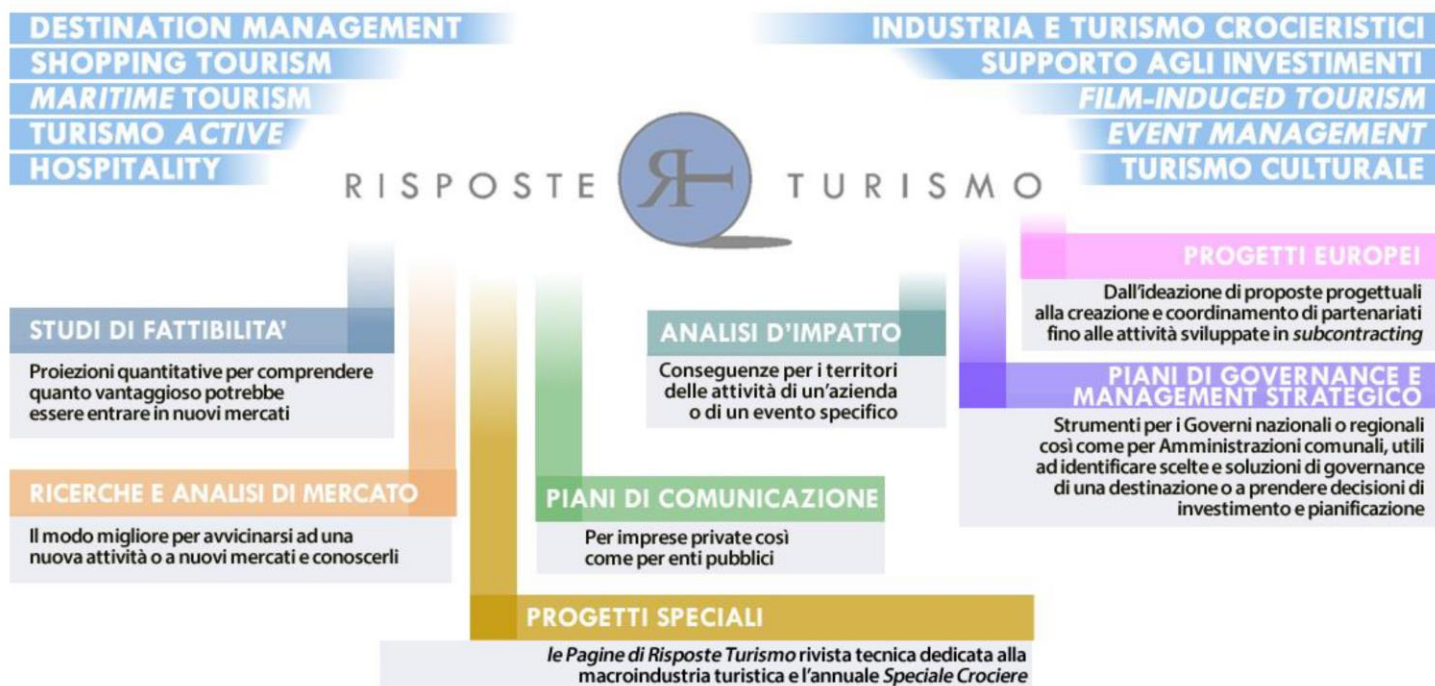 DESTINATION MANAGEMENT
SHOPPING TOURISM
MARITIME TOURISM
TURISMO ACTIVE
HOSPITALITY
INDUSTRIA E TURISMO CROCIERISTICI
SUPPORTO AGLI INVESTIMENTI
FILM-INDUCED TOURISM
EVENT MANAGEMENT
TURISMO CULTURALE
RISPOSTE RT TURISMO
STUDI DI FATTIBILITA'
Proiezioni quantitative per comprendere
quanto vantaggioso potrebbe
essere entrare in nuovi mercati
RICERCHE E ANALISI DI MERCATO
Il modo migliore per avvicinarsi ad una
nuova attività o a nuovi mercati e conoscerli
PROGETTI SPECIALI
le Pagine di Risposte Turismo rivista tecnica dedicata alla
macroindustria turistica e l'annuale Speciale Crociere
PIANI DI COMUNICAZIONE
Per imprese private così
come per enti pubblici
ANALISI D'IMPATTO
Conseguenze per i territori
delle attività di un'azienda
o di un evento specifico
PROGETTI EUROPEI
Dall'ideazione di proposte progettuali
alla creazione e coordinamento di partenariati
fino alle attività sviluppate in subcontracting
PIANI DI GOVERNANCE E
MANAGEMENT STRATEGICO
Strumenti per i Governi nazionali o regionali
così come per Amministrazioni comunali, utili
ad identificare scelte e soluzioni di governance
di una destinazione o a prendere decisioni di
investimento e pianificazione